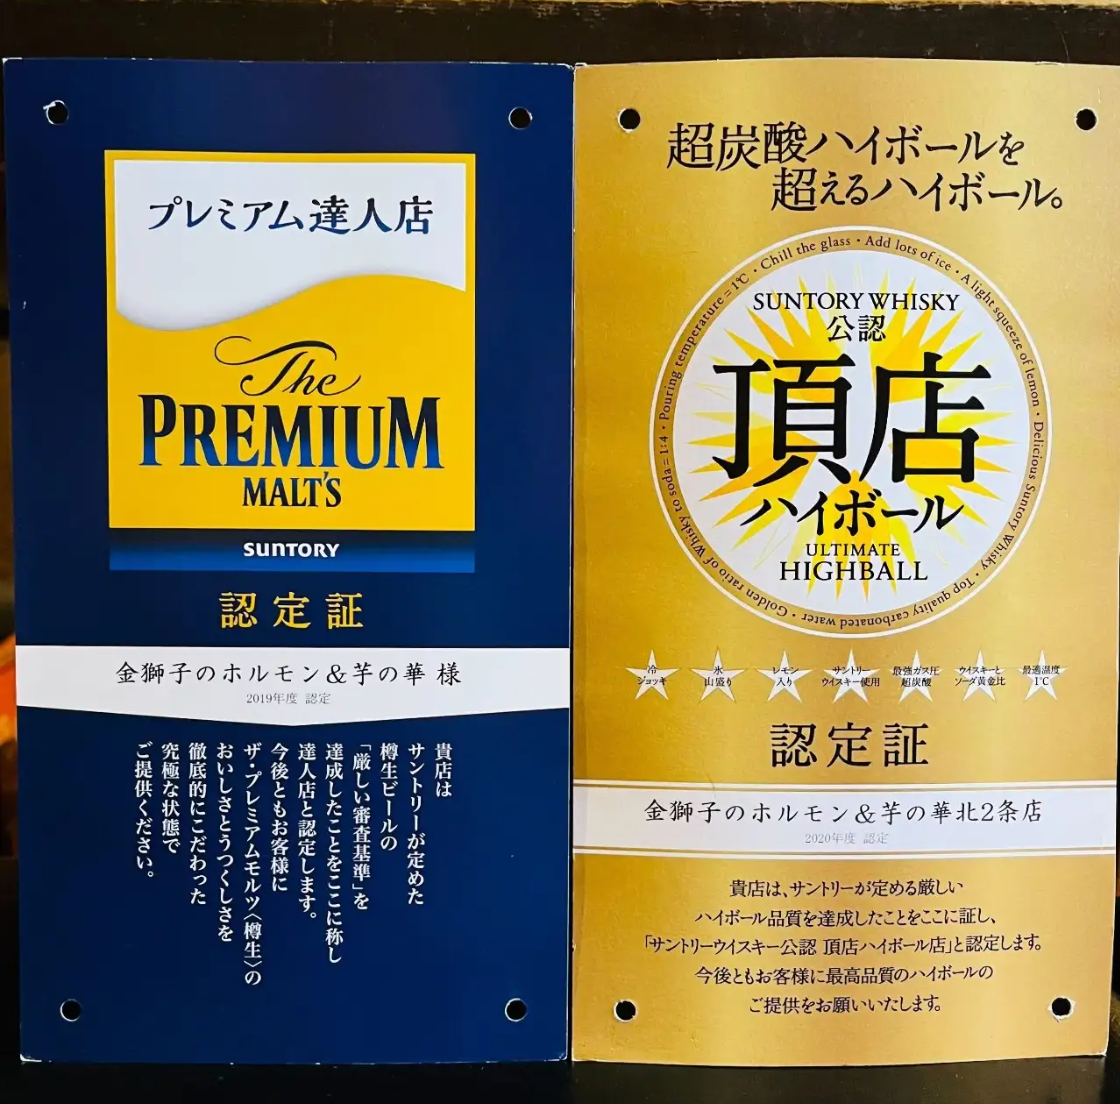 プレミアム達人店
The
PREMIUM
MALT'S
SUNTORY
認定証
金獅子のホルモン＆芋の華 様
2019年度 認定
貴店は
サントリーが定めた
樽生ビールの
「厳しい審査基準」を
達成したことをここに称し
達人店と認定します。
今後ともお客様に
ザ・プレミアムモルツ〈樽生〉の
おいしさとうつくしさを
徹底的にこだわった
究極な状態で
ご提供ください。
超炭酸ハイボールを
超えるハイボール。
Chill the glass・Add lots of ice・A light squeeze of lemon・Delicious Suntory Whisky・Top quality carbonated water・Golden ratio of Whisky to soda=1:4・Pouring temperature=1℃・
SUNTORY WHISKY
公認
頂店
ハイボール
ULTIMATE
HIGHBALL
冷
ジョッキ
氷
山盛り
レモン
入り
サントリー
ウイスキー使用
最強ガス圧
超炭酸
ウイスキーと
ソーダ黄金比
最適温度
1℃
認定証
金獅子のホルモン＆芋の華北2条店
2020年度 認定
貴店は、サントリーが定める厳しい
ハイボール品質を達成したことをここに証し、
「サントリーウイスキー公認 頂店ハイボール店」と認定します。
今後ともお客様に最高品質のハイボールの
ご提供をお願いいたします。